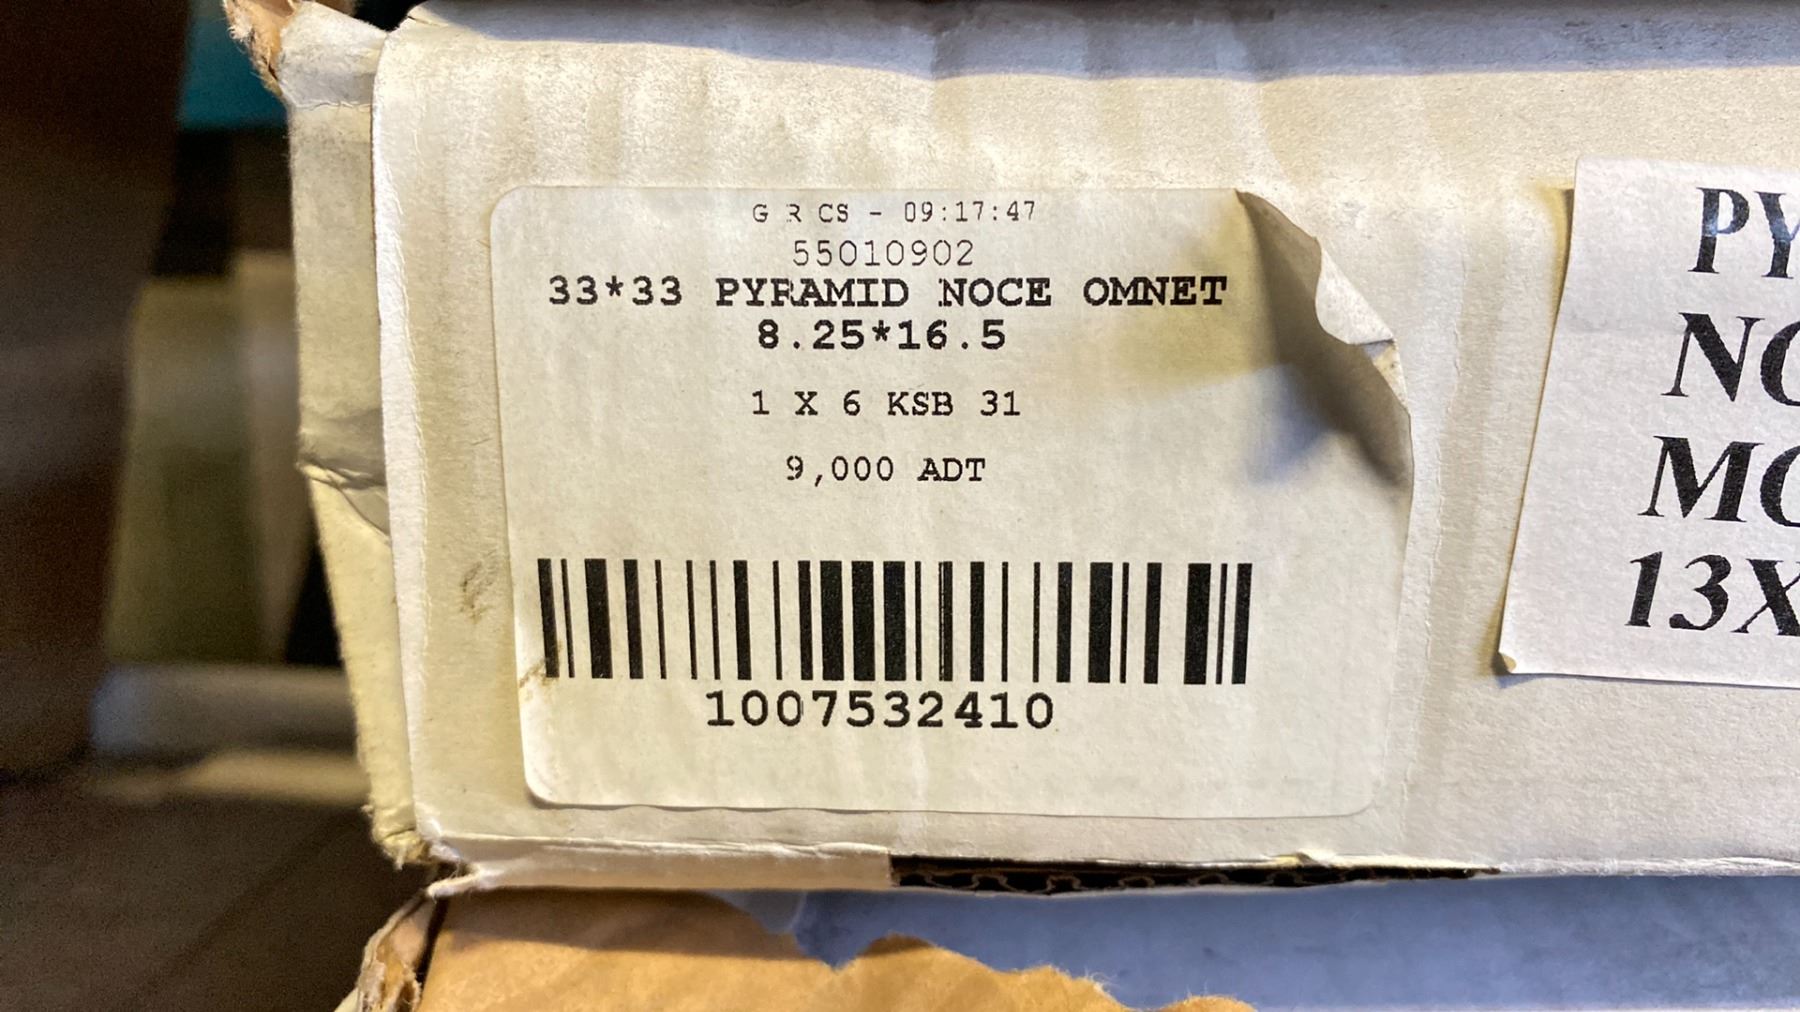 G R CS - 09:17:47
55010902
33*33 PYRAMID NOCE OMNET
8.25*16.5
1 X 6 KSB 31
9,000 ADT
1007532410
13X